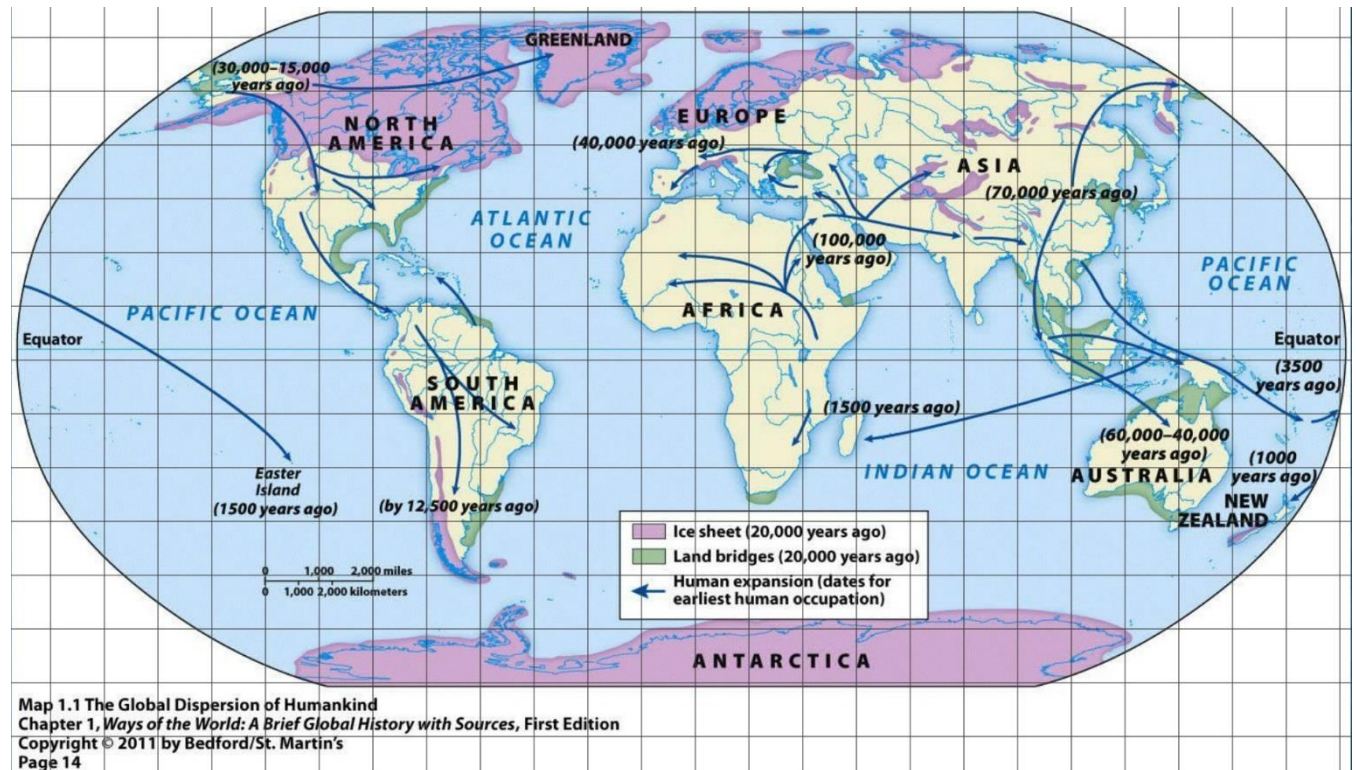 GREENLAND
(30,000–15,000
years ago)
NORTH
AMERICA
EUROPE
(40,000 years ago)
ASIA
(70,000 years ago)
ATLANTIC
OCEAN
(100,000
years ago)
PACIFIC
OCEAN
PACIFIC OCEAN
AFRICA
Equator
Equator
(3500
years ago)
SOUTH
AMERICA
(1500 years ago)
(60,000–40,000
years ago)
AUSTRALIA
(1000
years ago)
INDIAN OCEAN
Easter
Island
(1500 years ago)
(by 12,500 years ago)
NEW
ZEALAND
Ice sheet (20,000 years ago)
Land bridges (20,000 years ago)
Human expansion (dates for
earliest human occupation)
0 1,000 2,000 miles
0 1,000 2,000 kilometers
ANTARCTICA
Map 1.1 The Global Dispersion of Humankind
Chapter 1, Ways of the World: A Brief Global History with Sources, First Edition
Copyright © 2011 by Bedford/St. Martin's
Page 14